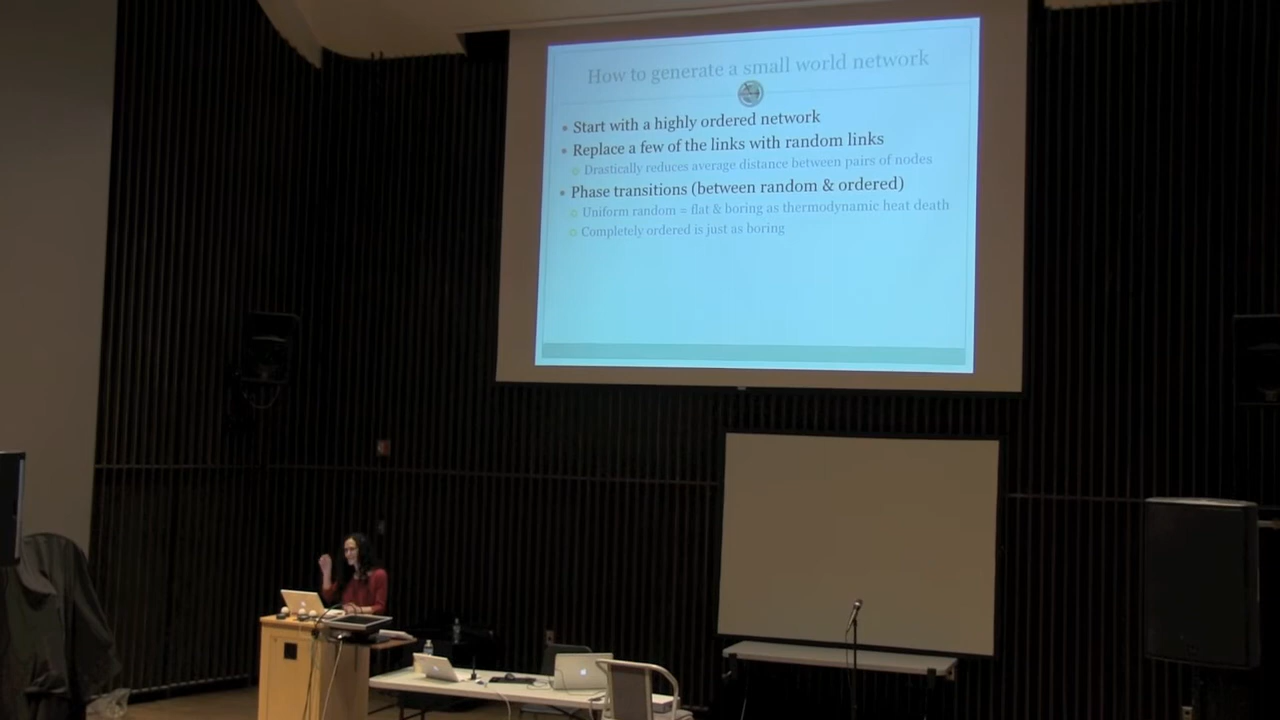 How to generate a small world network
Start with a highly ordered network
Replace a few of the links with random links
Drastically reduces average distance between pairs of nodes
Phase transitions (between random & ordered)
Uniform random = flat & boring as thermodynamic heat death
Completely ordered is just as boring